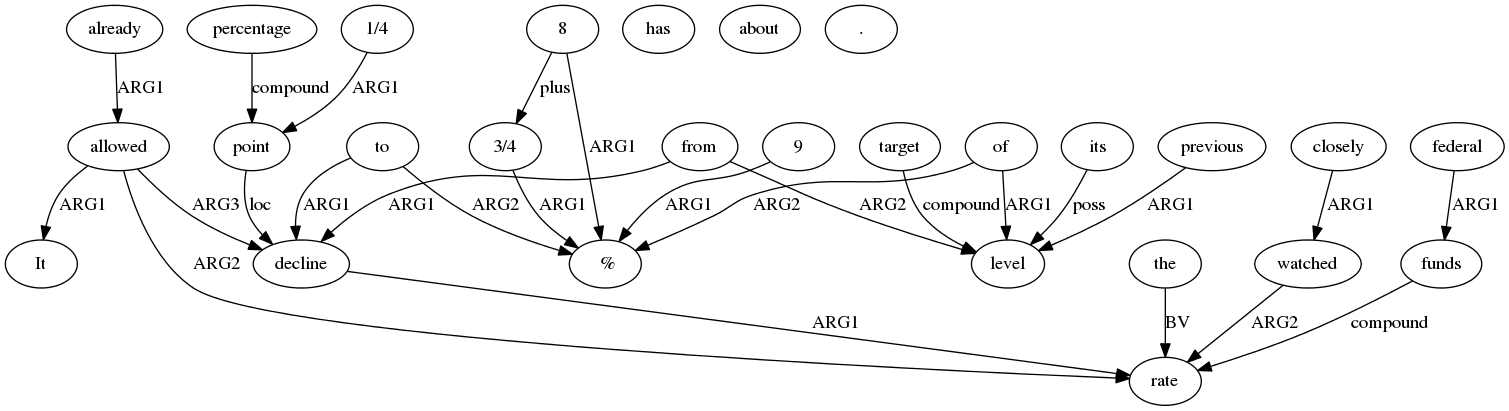 already percentage 1/4 8 has about .
ARG1 compound ARG1 plus
allowed point to 3/4 ARG1 from 9 target of its previous closely federal
ARG1 ARG3 loc ARG1 ARG2 ARG1 ARG1 ARG1 ARG2 ARG2 compound ARG1 poss ARG1 ARG1 ARG1
It ARG2 decline % level the watched funds
ARG1 BV ARG2 compound
rate